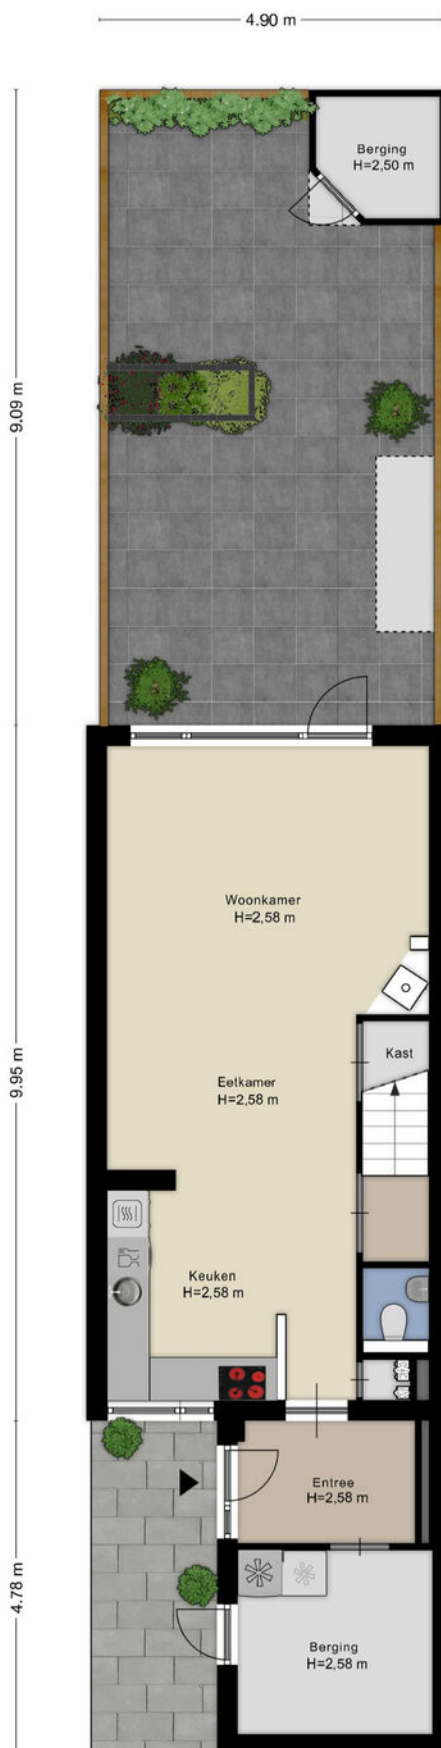 4.90 m
Berging
H=2,50 m
9.09 m
Woonkamer
H=2,58 m
Kast
9.95 m
Eetkamer
H=2,58 m
Keuken
H=2,58 m
Entree
H=2,58 m
4.78 m
Berging
H=2,58 m